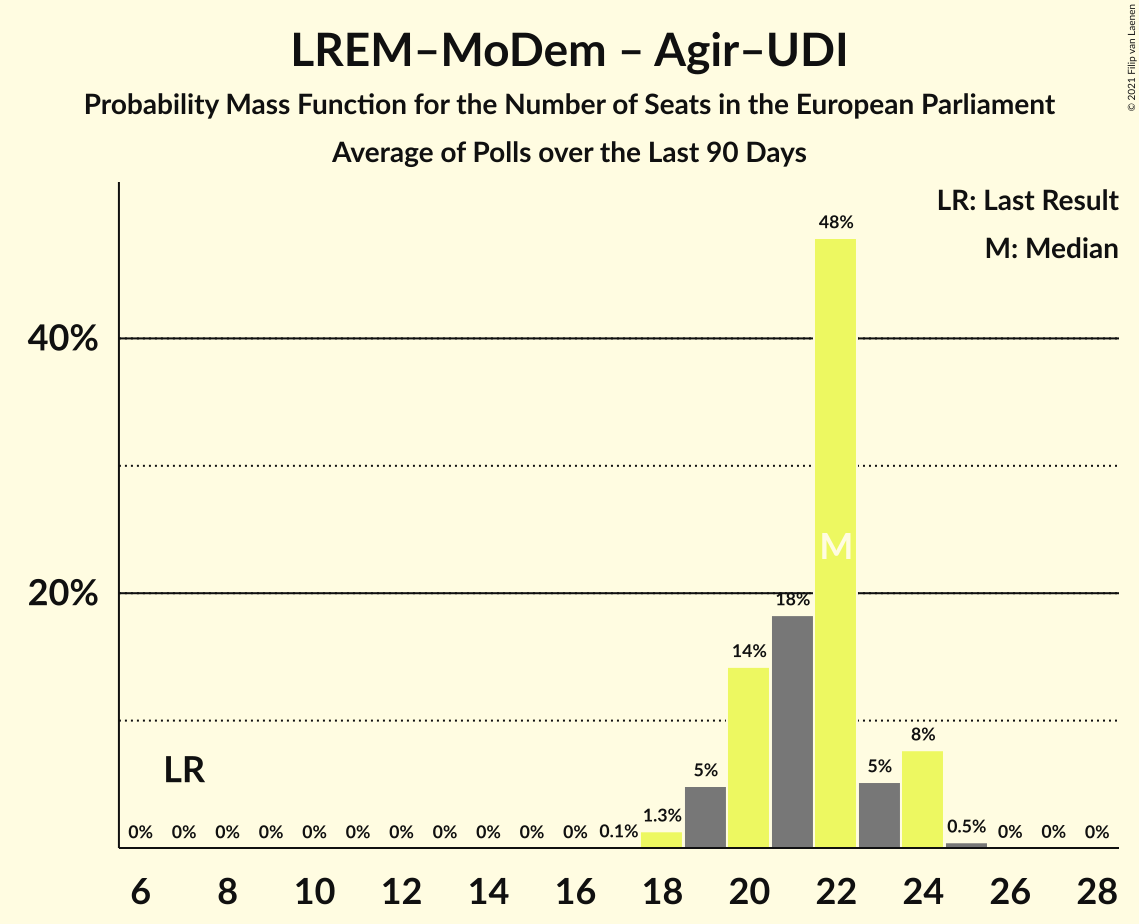 LREM–MoDem – Agir–UDI
Probability Mass Function for the Number of Seats in the European Parliament
Average of Polls over the Last 90 Days
© 2021 Filip van Laenen
LR: Last Result
M: Median
48%
40%
M
20%
18%
14%
8%
LR
5%
5%
1.3%
0% 0% 0% 0% 0% 0% 0% 0% 0% 0% 0% 0.1% 0.5% 0% 0% 0%
6 8 10 12 14 16 18 20 22 24 26 28